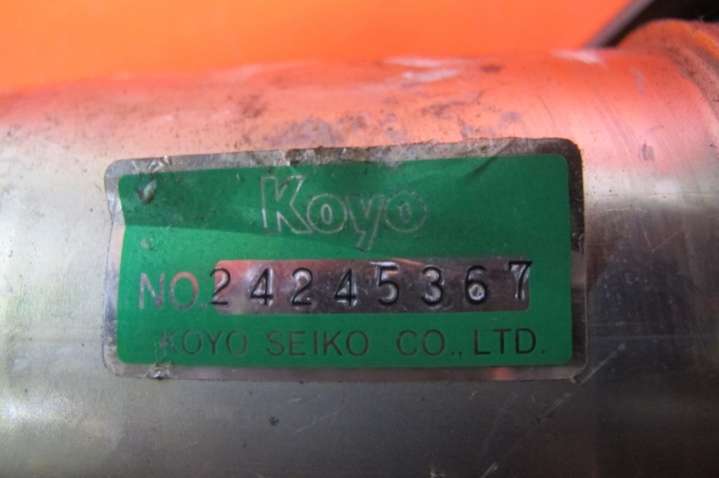 Koyo
NO. 24245367
KOYO SEIKO CO., LTD.